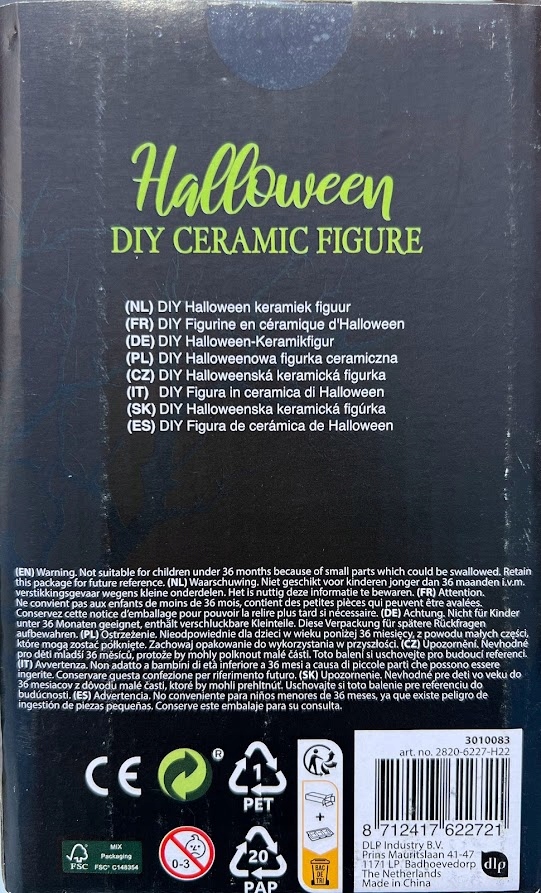 Halloween
DIY CERAMIC FIGURE
(NL) DIY Halloween keramiek figuur
(FR) DIY Figurine en céramique d'Halloween
(DE) DIY Halloween-Keramikfigur
(PL) DIY Halloweenowa figurka ceramiczna
(CZ) DIY Halloweenská keramická figurka
(IT) DIY Figura in ceramica di Halloween
(SK) DIY Halloweenska keramická figúrka
(ES) DIY Figura de cerámica de Halloween
(EN) Warning. Not suitable for children under 36 months because of small parts which could be swallowed. Retain
this package for future reference. (NL) Waarschuwing. Niet geschikt voor kinderen jonger dan 36 maanden i.v.m.
verstikkingsgevaar wegens kleine onderdelen. Het is nuttig deze informatie te bewaren. (FR) Attention.
Ne convient pas aux enfants de moins de 36 mois, contient des petites pièces qui peuvent être avalées.
Conservez cette notice d'emballage pour pouvoir la relire plus tard si nécessaire. (DE) Achtung. Nicht für Kinder
unter 36 Monaten geeignet, enthält verschluckbare Kleinteile. Diese Verpackung für spätere Rückfragen
aufbewahren. (PL) Ostrzeżenie. Nieodpowiednie dla dzieci w wieku poniżej 36 miesięcy, z powodu małych części,
które mogą zostać połknięte. Zachowaj opakowanie do wykorzystania w przyszłości. (CZ) Upozornění. Nevhodné
pro děti mladší 36 měsíců, protože by mohly polknout malé části. Toto balení si uschovejte pro budoucí referenci.
(IT) Avvertenza. Non adatto a bambini di età inferiore a 36 mesi a causa di piccole parti che possono essere
ingerite. Conservare questa confezione per riferimento futuro. (SK) Upozornenie. Nevhodné pre deti vo veku do
36 mesiacov z dôvodu malé častí, ktoré by mohli prehltnúť. Uschovajte si toto balenie pre referenciu do
budúcnosti. (ES) Advertencia. No conveniente para niños menores de 36 meses, ya que existe peligro de
ingestión de piezas pequeñas. Conserve este embalaje para su consulta.
CE
®
1
PET
FSC
MIX
Packaging
FSC® C148354
0-3
20
PAP
+
BAC
DE
TRI
3010083
art. no. 2820-6227-H22
8 712417 622721
DLP Industry B.V.
Prins Mauritslaan 41-47
1171 LP Badhoevedorp
The Netherlands
Made in China
dlp